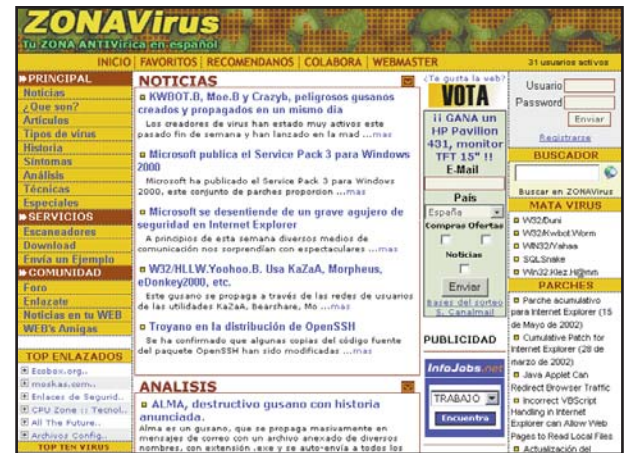 ZONAVirus
Tu ZONA ANTIVirica en español
INICIO | FAVORITOS | RECOMENDANOS | COLABORA | WEBMASTER
31 usuarios activos
PRINCIPAL
Noticias
¿Que son?
Artículos
Tipos de virus
Historia
Síntomas
Análisis
Técnicas
Especiales
SERVICIOS
Escaneadores
Download
Envía un Ejemplo
COMUNIDAD
Foro
Enlazate
Noticias en tu WEB
WEB's Amigas
TOP ENLAZADOS
Ecobox.org..
moskas.com..
Enlaces de Segurid..
CPU Zone :: Tecnol..
All The Future..
Archivos Config..
TOP TEN VIRUS
NOTICIAS
KWBOT.B, Moe.B y Crazyb, peligrosos gusanos
creados y propagados en un mismo dia
Los creadores de virus han estado muy activos este
pasado fin de semana y han lanzado en la mad ...mas
Microsoft publica el Service Pack 3 para Windows
2000
Microsoft ha publicado el Service Pack 3 para Windows
2000, este conjunto de parches proporcion ...mas
Microsoft se desentiende de un grave agujero de
seguridad en Internet Explorer
A principios de esta semana diversos medios de
comunicación nos sorprendían con espectaculares ...mas
W32/HLLW.Yoohoo.B. Usa KaZaA, Morpheus,
eDonkey2000, etc.
Este gusano se propaga a través de las redes de usuarios
de las utilidades KaZaA, Bearshare, Mo ...mas
Troyano en la distribución de OpenSSH
Se ha confirmado que algunas copias del código fuente
del paquete OpenSSH han sido modificadas ...mas
ANALISIS
ALMA, destructivo gusano con historia
anunciada.
Alma es un gusano, que se propaga masivamente en
mensajes de correo con un archivo anexado de diversos
nombres, con extensión .exe y se auto-envía a todos los
¿Te gusta la web?
VOTA
¡¡ GANA un
HP Pavilion
431, monitor
TFT 15" !!
E-Mail
País
España
Compras Ofertas
Noticias
Enviar
Bases del sorteo
S. Canalmail
PUBLICIDAD
InfoJobs.net
TRABAJO
Encuentra
Usuario
Password
Enviar
Registrarse
BUSCADOR
Buscar en ZONAVirus
MATA VIRUS
W32/Duni
W32/Kwbot.Worm
WIN32/Yahaa
SQLSnake
Win32.Klez.H@mm
PARCHES
Parche acumulativo
para Internet Explorer (15
de Mayo de 2002)
Cumulative Patch for
Internet Explorer (28 de
marzo de 2002)
Java Applet Can
Redirect Browser Traffic
Incorrect VBScript
Handling in Internet
Explorer can Allow Web
Pages to Read Local Files
Actualización del